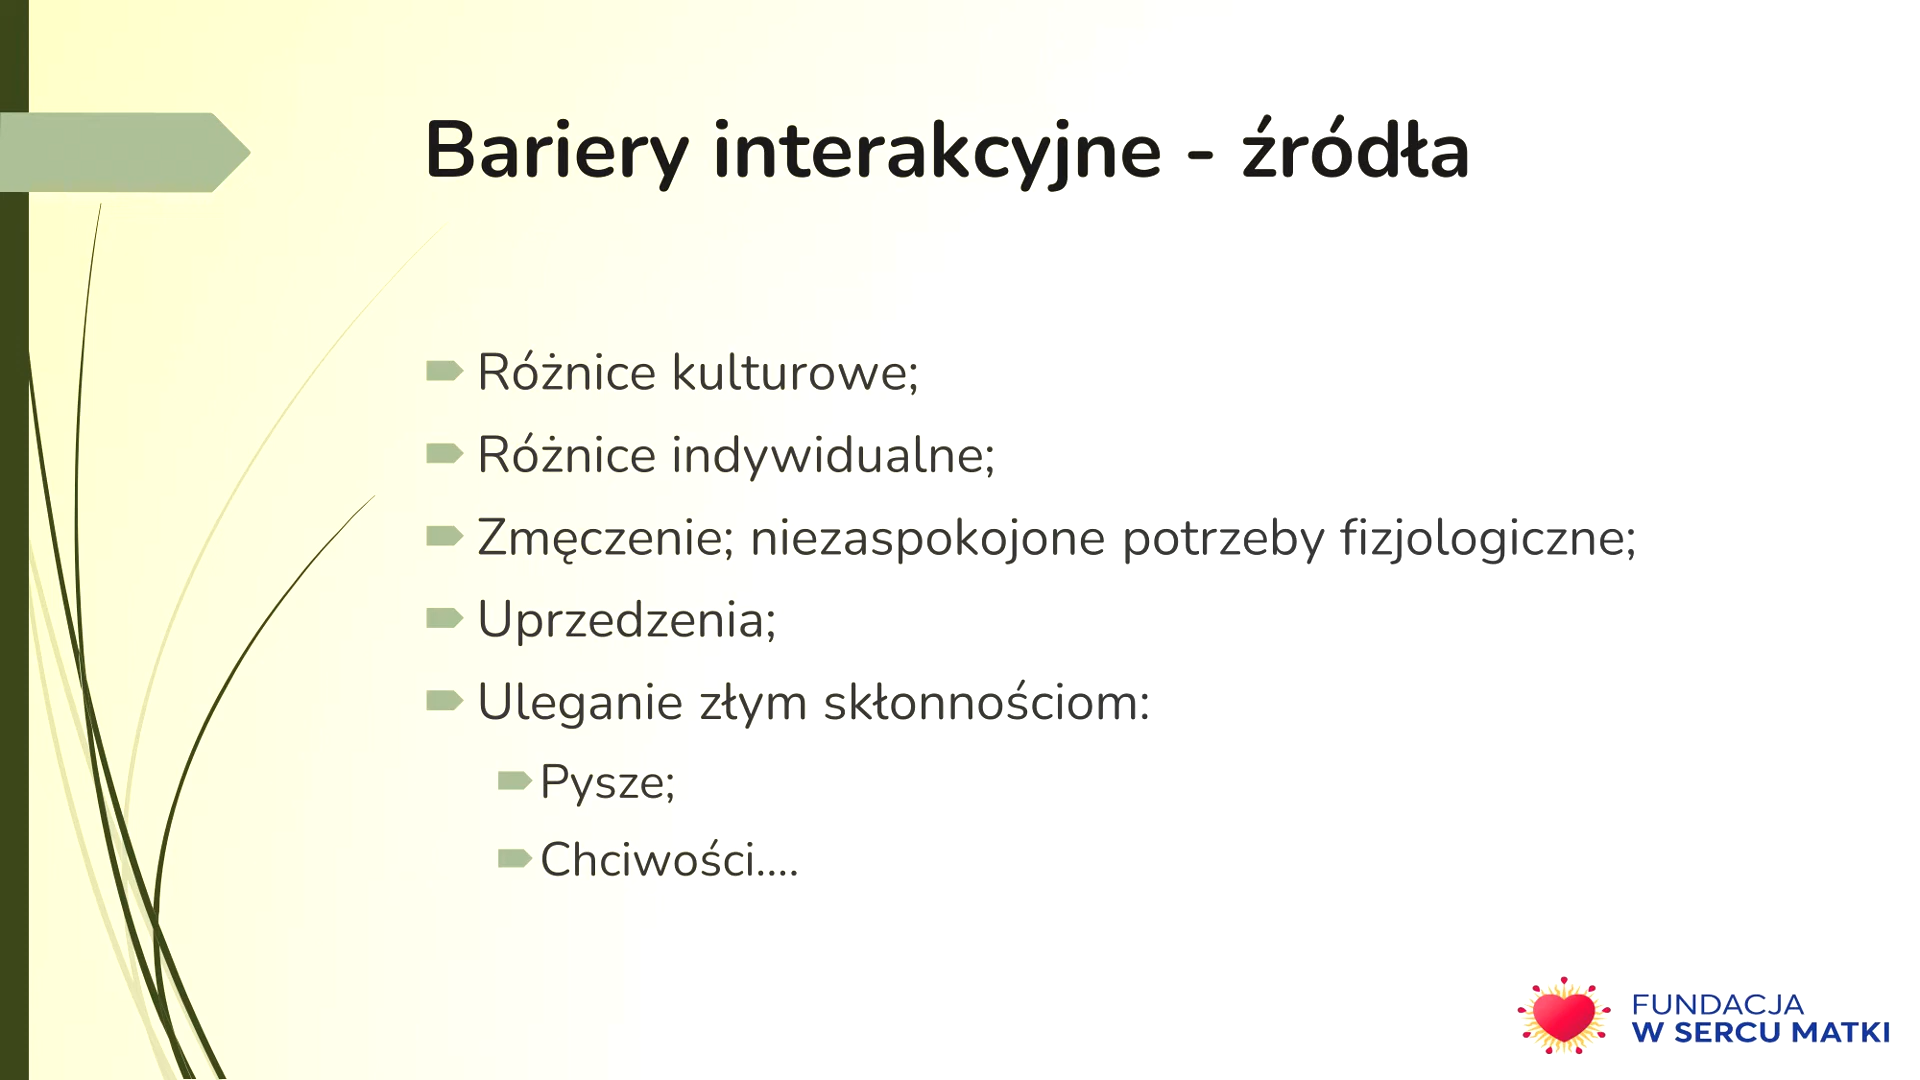 Bariery interakcyjne - źródła
Różnice kulturowe;
Różnice indywidualne;
Zmęczenie; niezaspokojone potrzeby fizjologiczne;
Uprzedzenia;
Uleganie złym skłonnościom:
Pysze;
Chciwości....
FUNDACJA
W SERCU MATKI